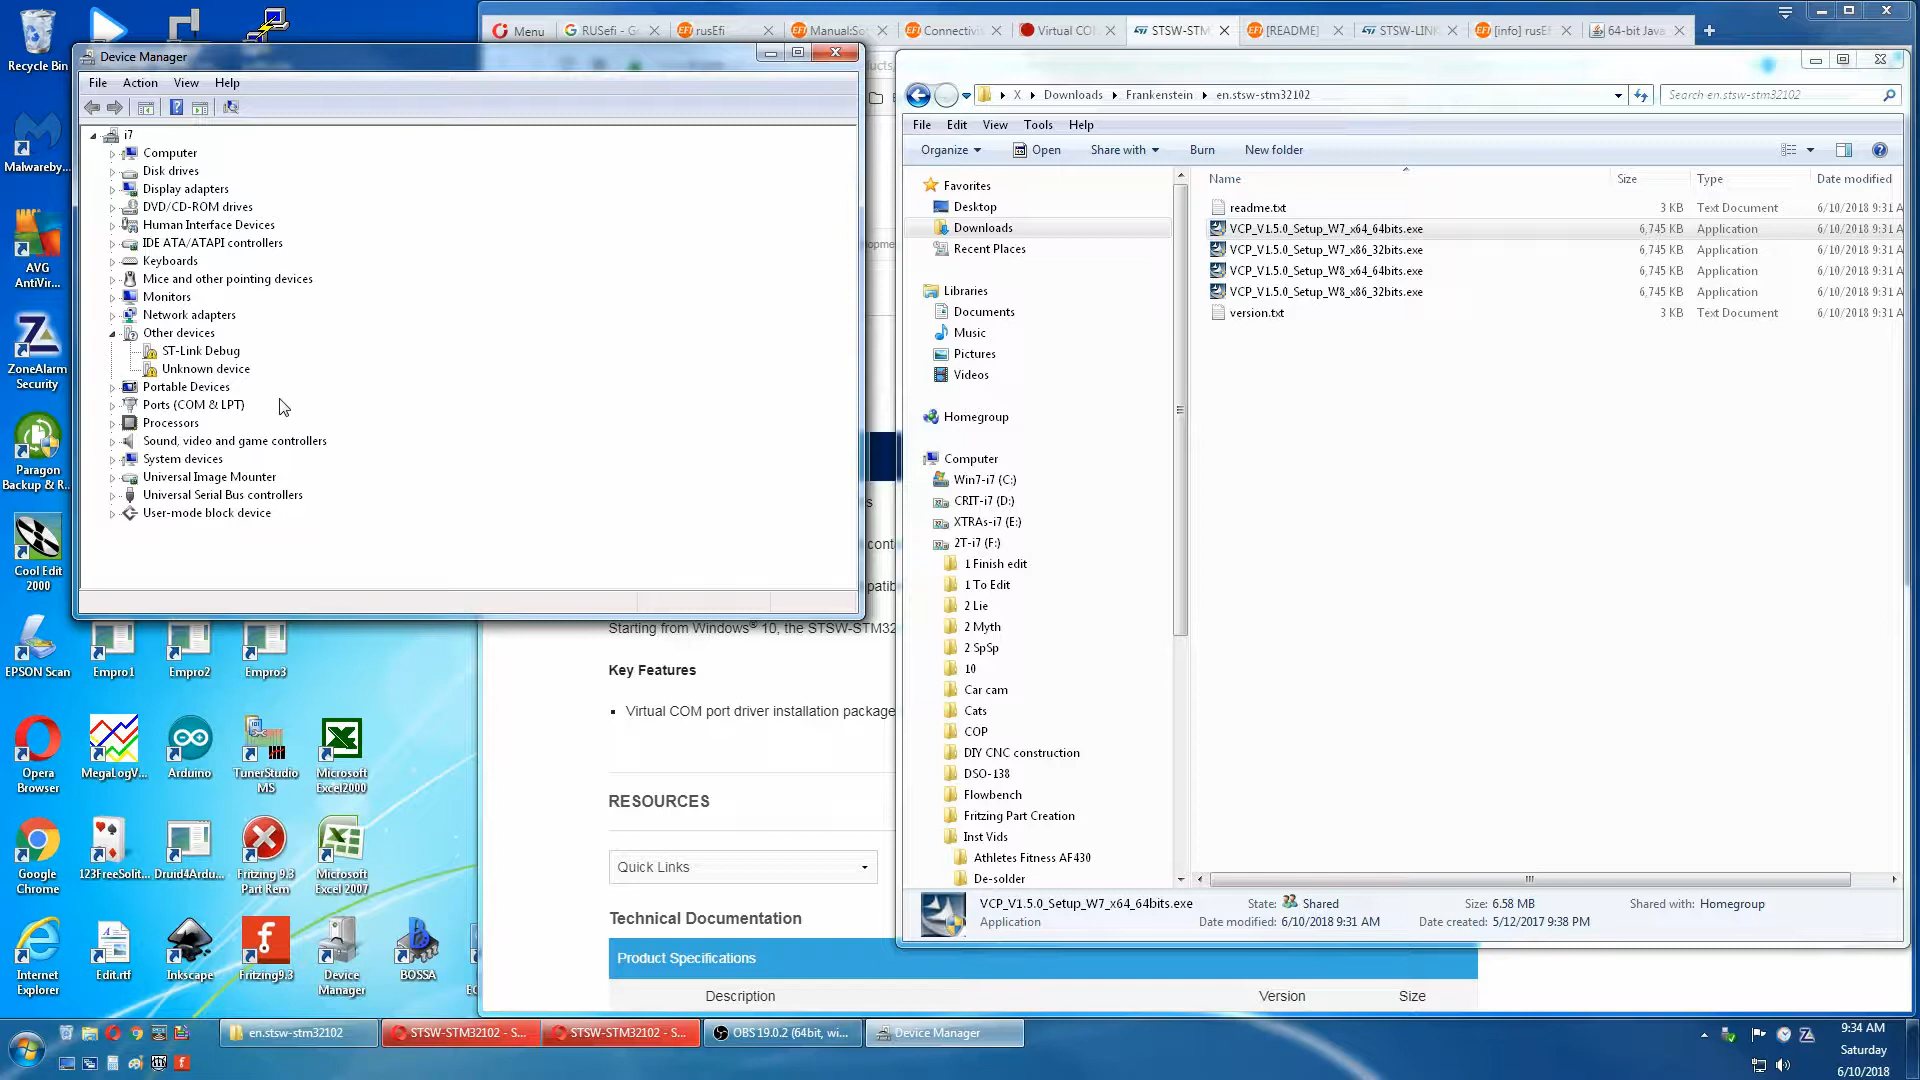 Recycle Bin
Malwareby...
AVG
AntiVir...
ZoneAlarm
Security
Paragon
Backup & R...
Cool Edit
2000
EPSON Scan
Empro1
Empro2
Empro3
Opera
Browser
MegaLogV...
Arduino
TunerStudio
MS
Microsoft
Excel2000
Google
Chrome
123FreeSolit...
Druid4Ardu...
Fritzing 9.3
Part Rem
Microsoft
Excel 2007
Internet
Explorer
Edit.rtf
Inkscape
Fritzing9.3
Device
Manager
BOSSA
Device Manager
File Action View Help
i7
Computer
Disk drives
Display adapters
DVD/CD-ROM drives
Human Interface Devices
IDE ATA/ATAPI controllers
Keyboards
Mice and other pointing devices
Monitors
Network adapters
Other devices
ST-Link Debug
Unknown device
Portable Devices
Ports (COM & LPT)
Processors
Sound, video and game controllers
System devices
Universal Image Mounter
Universal Serial Bus controllers
User-mode block device
Menu
RUSefi - G
rusEfi
Manual:So
Connectivi
Virtual CO
STSW-STM
[README]
STSW-LINK
[info] rusE
64-bit Java
Starting from Windows® 10, the STSW-STM32
Key Features
Virtual COM port driver installation package
RESOURCES
Quick Links
Technical Documentation
Product Specifications
Description Version Size
X Downloads Frankenstein en.stsw-stm32102
Search en.stsw-stm32102
File Edit View Tools Help
Organize Open Share with Burn New folder
Favorites
Desktop
Downloads
Recent Places
Libraries
Documents
Music
Pictures
Videos
Homegroup
Computer
Win7-i7 (C:)
CRIT-i7 (D:)
XTRAs-i7 (E:)
2T-i7 (F:)
1 Finish edit
1 To Edit
2 Lie
2 Myth
2 SpSp
10
Car cam
Cats
COP
DIY CNC construction
DSO-138
Flowbench
Fritzing Part Creation
Inst Vids
Athletes Fitness AF430
De-solder
Name Size Type Date modified
readme.txt 3 KB Text Document 6/10/2018 9:31 A
VCP_V1.5.0_Setup_W7_x64_64bits.exe 6,745 KB Application 6/10/2018 9:31 A
VCP_V1.5.0_Setup_W7_x86_32bits.exe 6,745 KB Application 6/10/2018 9:31 A
VCP_V1.5.0_Setup_W8_x64_64bits.exe 6,745 KB Application 6/10/2018 9:31 A
VCP_V1.5.0_Setup_W8_x86_32bits.exe 6,745 KB Application 6/10/2018 9:31 A
version.txt 3 KB Text Document 6/10/2018 9:31 A
VCP_V1.5.0_Setup_W7_x64_64bits.exe State: Shared Size: 6.58 MB Shared with: Homegroup
Application Date modified: 6/10/2018 9:31 AM Date created: 5/12/2017 9:38 PM
en.stsw-stm32102
STSW-STM32102 - S...
STSW-STM32102 - S...
OBS 19.0.2 (64bit, wi...
Device Manager
9:34 AM
Saturday
6/10/2018